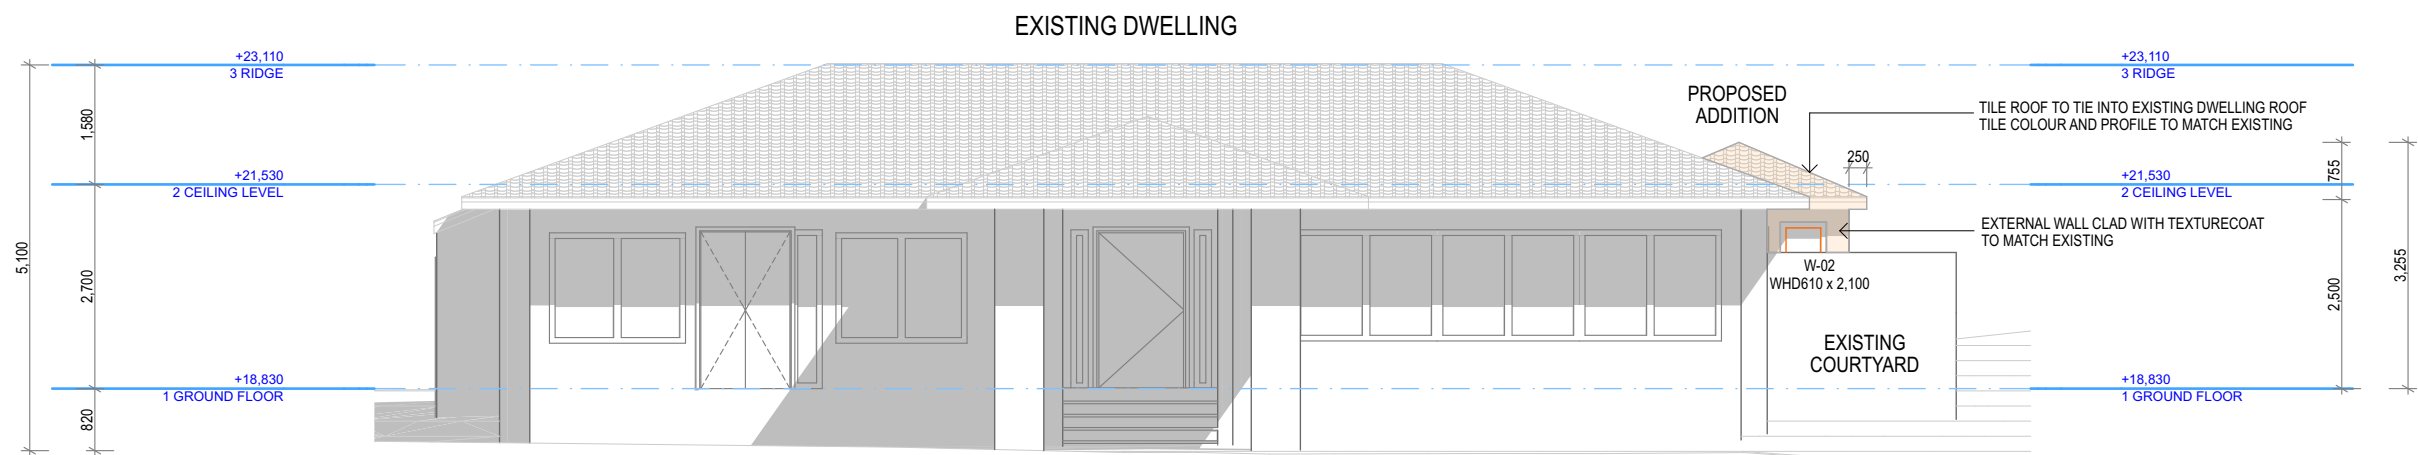 EXISTING DWELLING
+23,110
3 RIDGE
+23,110
3 RIDGE
PROPOSED
ADDITION
TILE ROOF TO TIE INTO EXISTING DWELLING ROOF
TILE COLOUR AND PROFILE TO MATCH EXISTING
1,580
250
755
+21,530
2 CEILING LEVEL
+21,530
2 CEILING LEVEL
EXTERNAL WALL CLAD WITH TEXTURECOAT
TO MATCH EXISTING
5,100
2,700
W-02
WHD610 x 2,100
2,500
3,255
EXISTING
COURTYARD
+18,830
1 GROUND FLOOR
+18,830
1 GROUND FLOOR
820